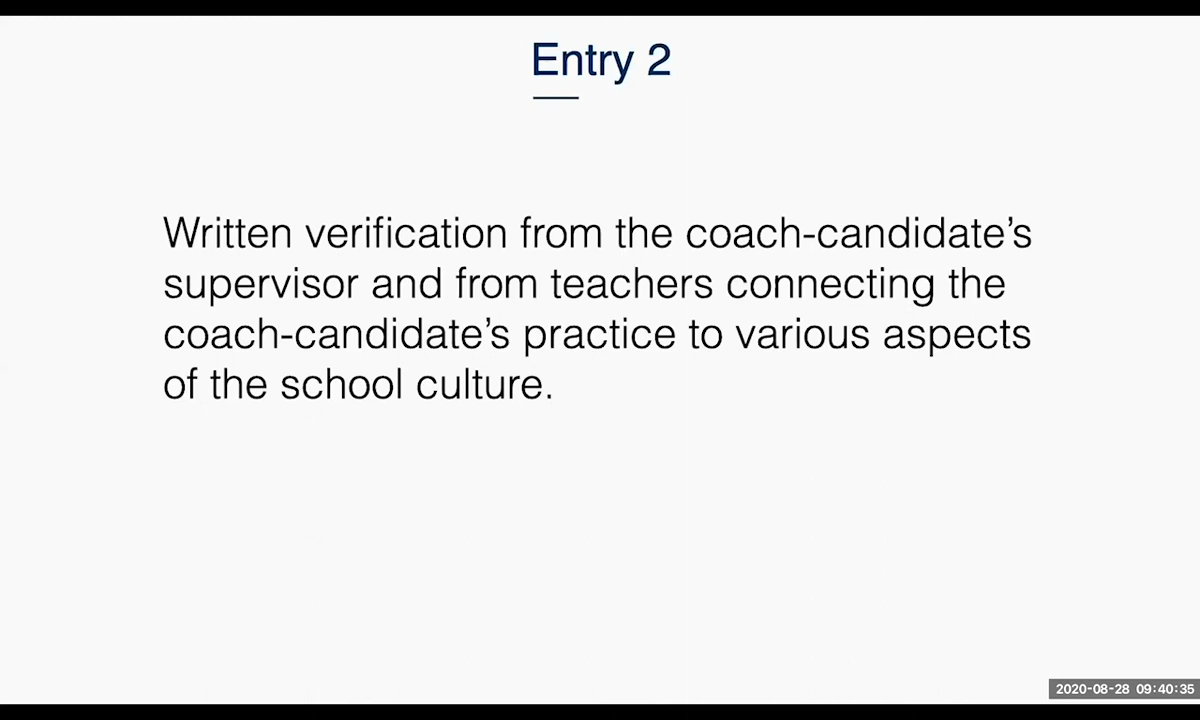 Entry 2
Written verification from the coach-candidate’s
supervisor and from teachers connecting the
coach-candidate’s practice to various aspects
of the school culture.
2020-08-28 09:40:35